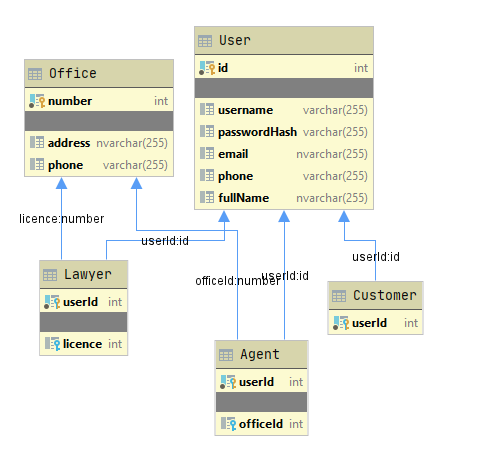 User
id int
username varchar(255)
passwordHash varchar(255)
email nvarchar(255)
phone varchar(255)
fullName nvarchar(255)
Office
number int
address nvarchar(255)
phone varchar(255)
licence:number
userId:id
officeId:number
userId:id
userId:id
Lawyer
userId int
licence int
Customer
userId int
Agent
userId int
officeId int